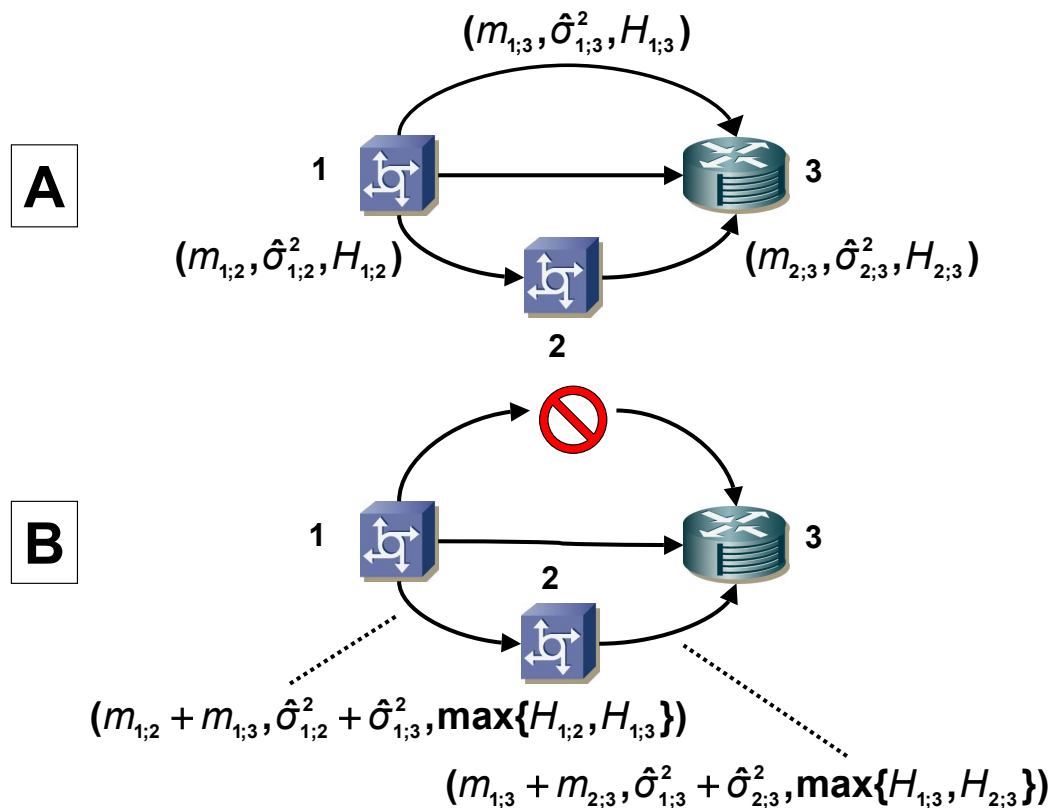 (m₁;₃, σ̂²₁;₃, H₁;₃)
A
1
3
(m₁;₂, σ̂²₁;₂, H₁;₂)
(m₂;₃, σ̂²₂;₃, H₂;₃)
2
B
1
3
2
(m₁;₂ + m₁;₃, σ̂²₁;₂ + σ̂²₁;₃, max{H₁;₂, H₁;₃})
(m₁;₃ + m₂;₃, σ̂²₁;₃ + σ̂²₂;₃, max{H₁;₃, H₂;₃})